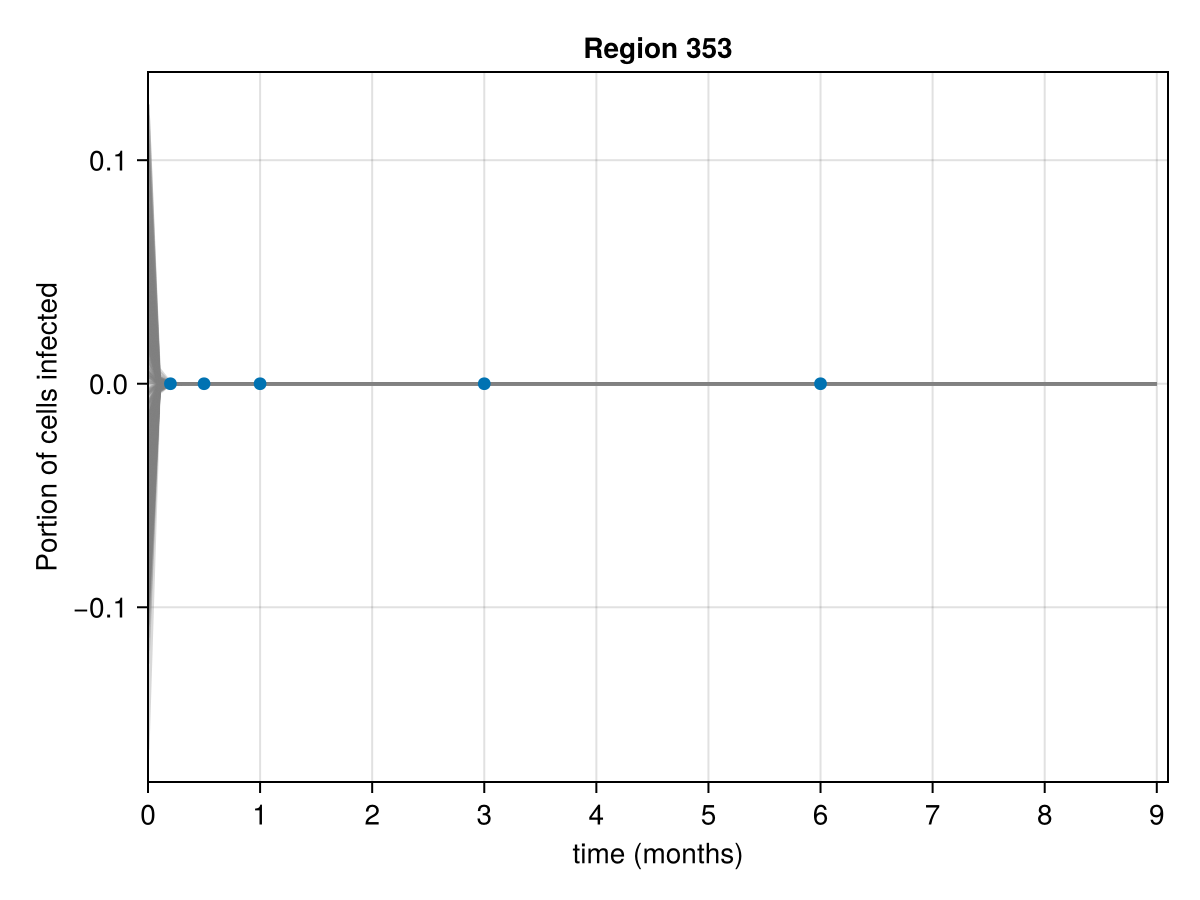 Region 353
Portion of cells infected
0.1
0.0
−0.1
0 1 2 3 4 5 6 7 8 9
time (months)